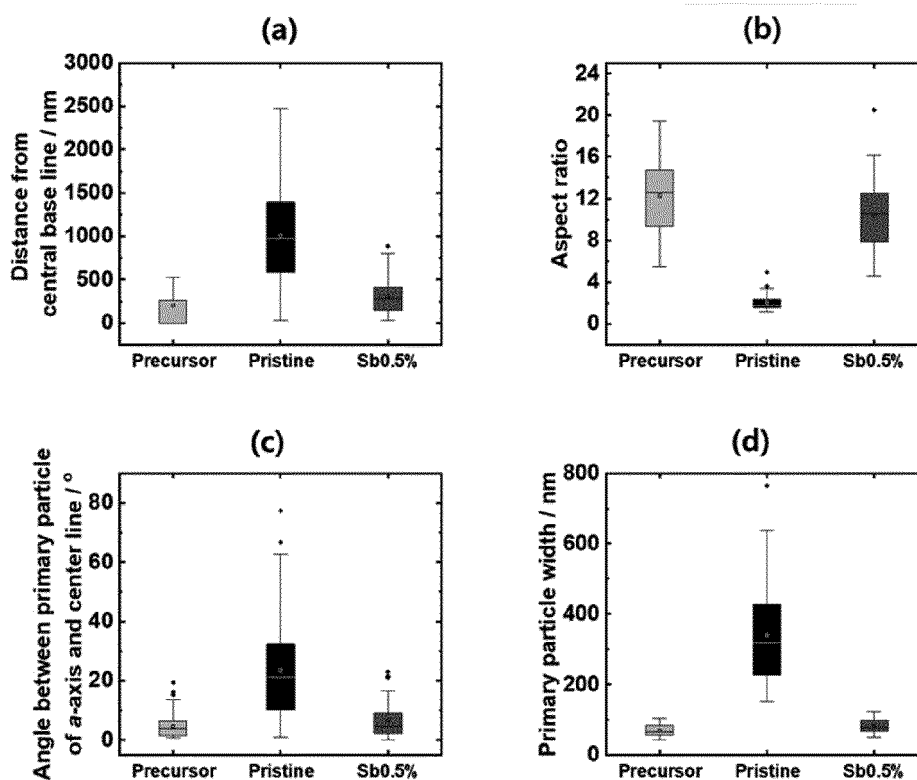 (a)
Distance from
central base line / nm
3000
2500
2000
1500
1000
500
0
Precursor Pristine Sb0.5%
(b)
Aspect ratio
24
20
16
12
8
4
0
Precursor Pristine Sb0.5%
(c)
Angle between primary particle
of a-axis and center line / °
80
60
40
20
0
Precursor Pristine Sb0.5%
(d)
Primary particle width / nm
800
600
400
200
0
Precursor Pristine Sb0.5%